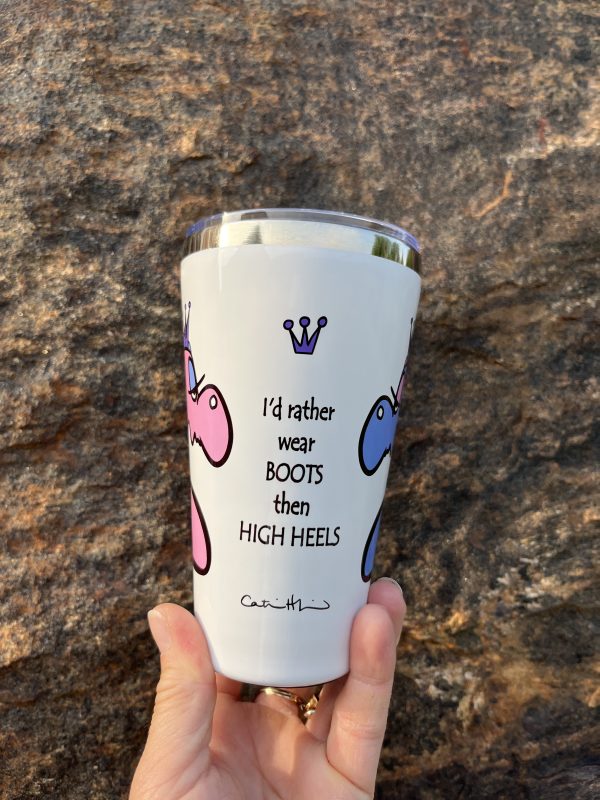 I'd rather
wear
BOOTS
then
HIGH HEELS